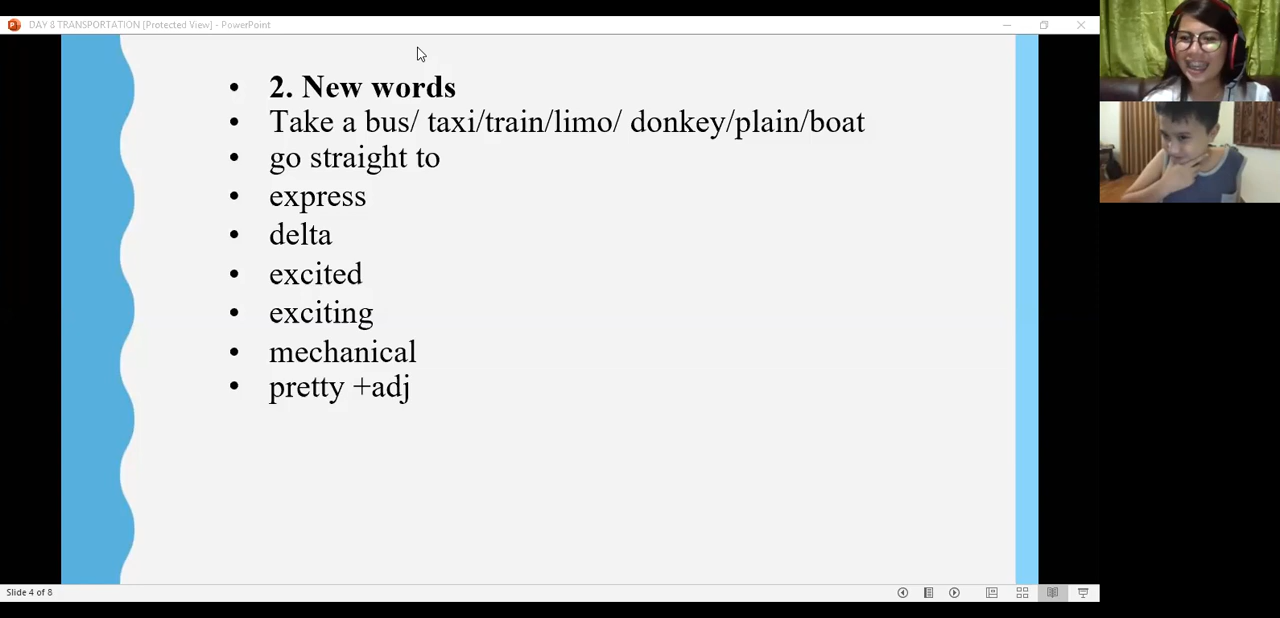 DAY 8 TRANSPORTATION [Protected View] - PowerPoint
• 2. New words
• Take a bus/ taxi/train/limo/ donkey/plain/boat
• go straight to
• express
• delta
• excited
• exciting
• mechanical
• pretty +adj
Slide 4 of 8